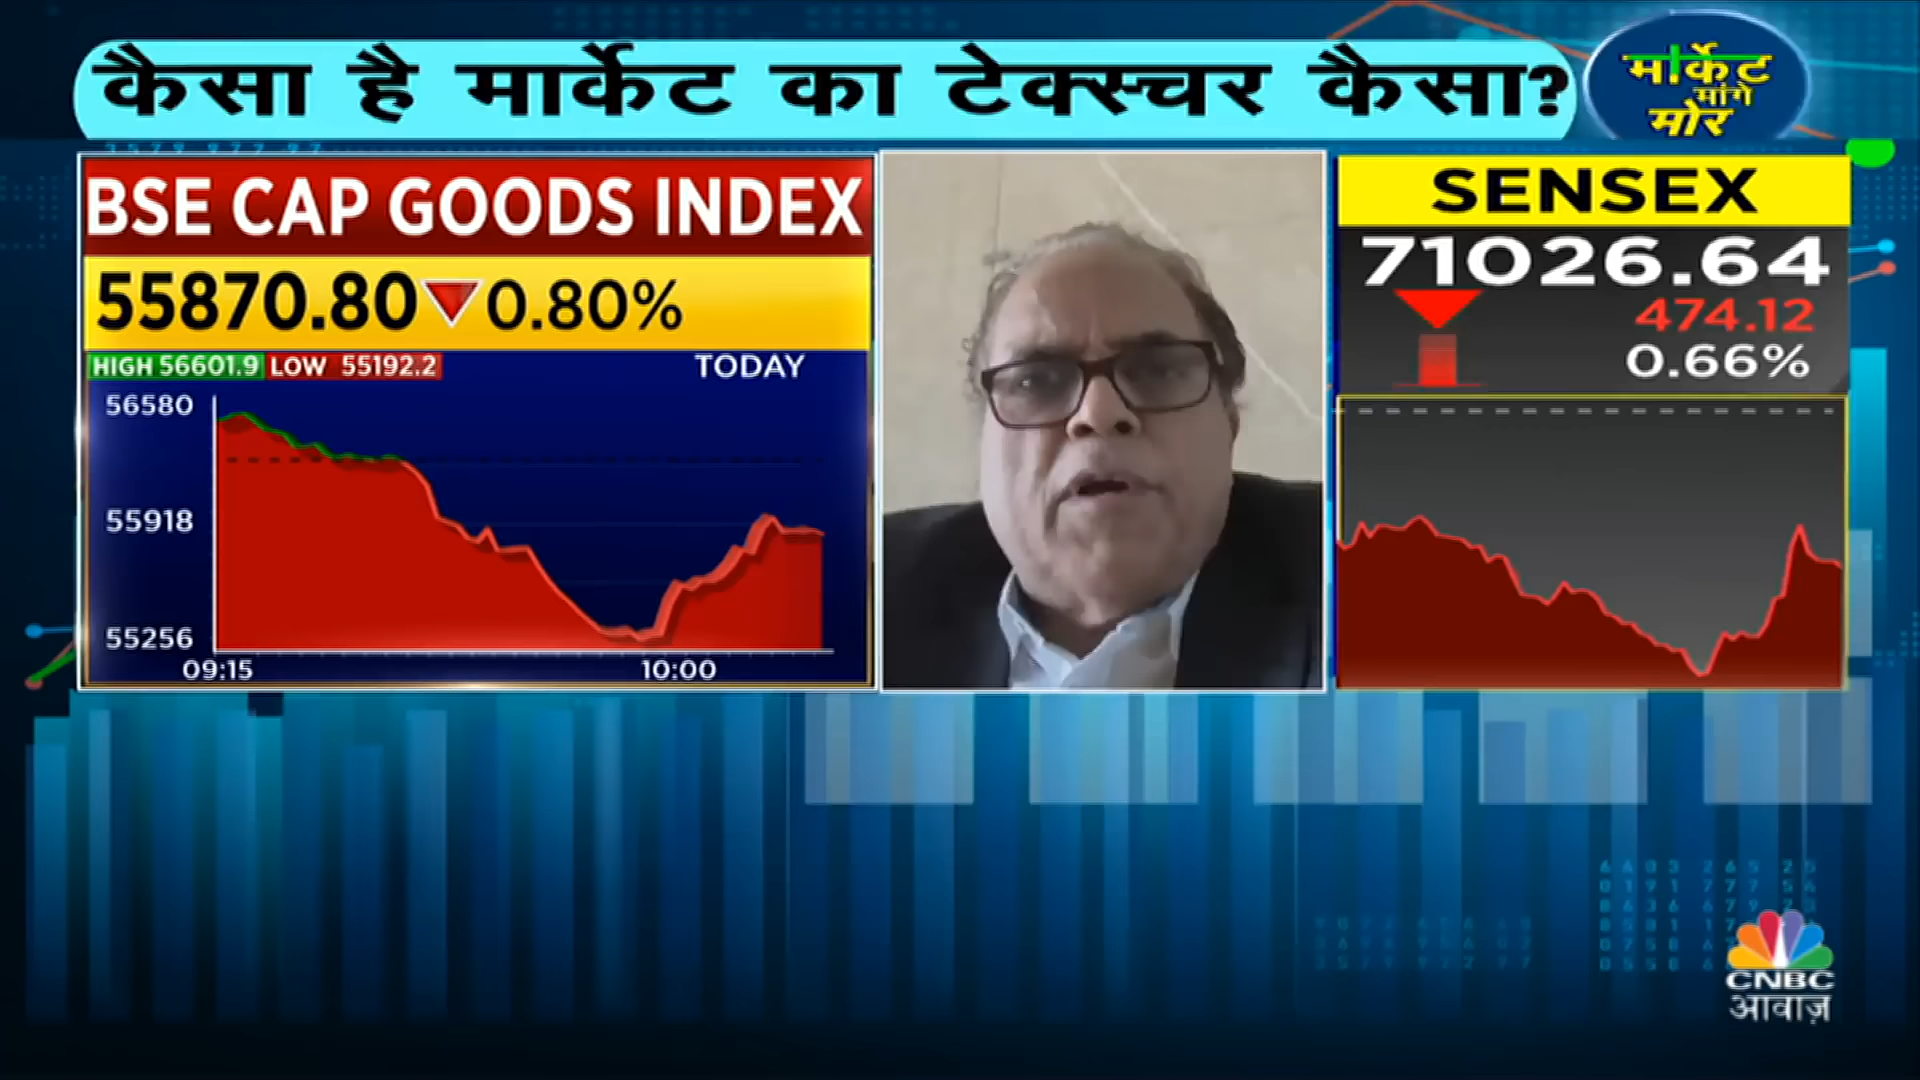 कैसा है मार्केट का टेक्स्चर कैसा?
मार्केट
मांगे
मोर
BSE CAP GOODS INDEX
55870.80 0.80%
HIGH 56601.9 LOW 55192.2 TODAY
56580
55918
55256
09:15 10:00
SENSEX
71026.64
474.12
0.66%
CNBC
आवाज़